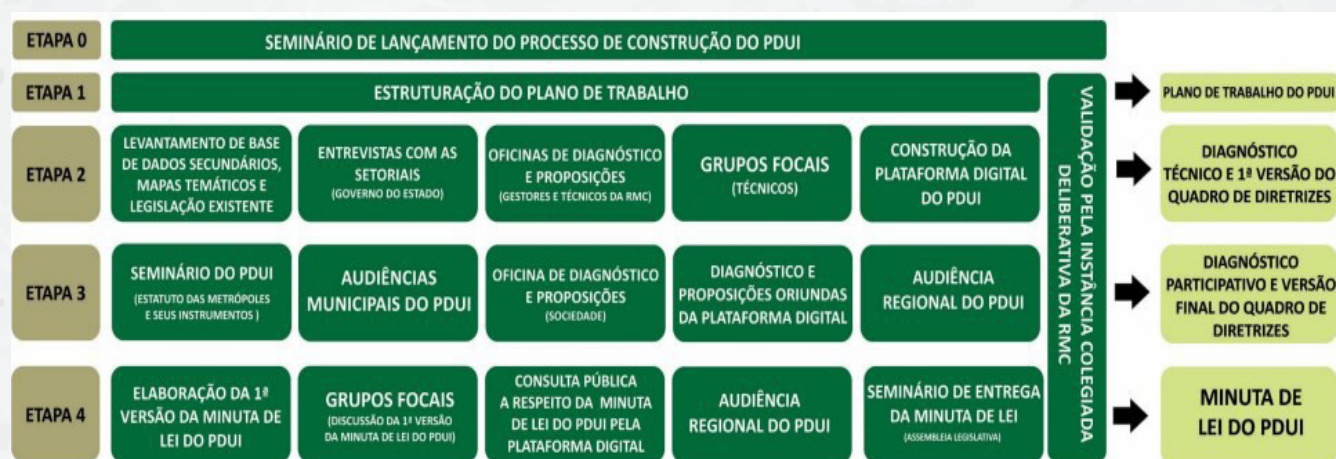 ETAPA 0
SEMINÁRIO DE LANÇAMENTO DO PROCESSO DE CONSTRUÇÃO DO PDUI
ETAPA 1
ESTRUTURAÇÃO DO PLANO DE TRABALHO
PLANO DE TRABALHO DO PDUI
ETAPA 2
LEVANTAMENTO DE BASE
DE DADOS SECUNDÁRIOS,
MAPAS TEMÁTICOS E
LEGISLAÇÃO EXISTENTE
ENTREVISTAS COM AS
SETORIAIS
(GOVERNO DO ESTADO)
OFICINAS DE DIAGNÓSTICO
E PROPOSIÇÕES
(GESTORES E TÉCNICOS DA RMC)
GRUPOS FOCAIS
(TÉCNICOS)
CONSTRUÇÃO DA
PLATAFORMA DIGITAL
DO PDUI
DIAGNÓSTICO
TÉCNICO E 1ª VERSÃO DO
QUADRO DE DIRETRIZES
ETAPA 3
SEMINÁRIO DO PDUI
(ESTATUTO DAS METRÓPOLES
E SEUS INSTRUMENTOS )
AUDIÊNCIAS
MUNICIPAIS DO PDUI
OFICINA DE DIAGNÓSTICO
E PROPOSIÇÕES
(SOCIEDADE)
DIAGNÓSTICO E
PROPOSIÇÕES ORIUNDAS
DA PLATAFORMA DIGITAL
AUDIÊNCIA
REGIONAL DO PDUI
DIAGNÓSTICO
PARTICIPATIVO E VERSÃO
FINAL DO QUADRO DE
DIRETRIZES
ETAPA 4
ELABORAÇÃO DA 1ª
VERSÃO DA MINUTA DE
LEI DO PDUI
GRUPOS FOCAIS
(DISCUSSÃO DA 1ª VERSÃO
DA MINUTA DE LEI DO PDUI)
CONSULTA PÚBLICA
A RESPEITO DA MINUTA
DE LEI DO PDUI PELA
PLATAFORMA DIGITAL
AUDIÊNCIA
REGIONAL DO PDUI
SEMINÁRIO DE ENTREGA
DA MINUTA DE LEI
(ASSEMBLEIA LEGISLATIVA)
MINUTA DE
LEI DO PDUI
VALIDAÇÃO PELA INSTÂNCIA COLEGIADA
DELIBERATIVA DA RMC